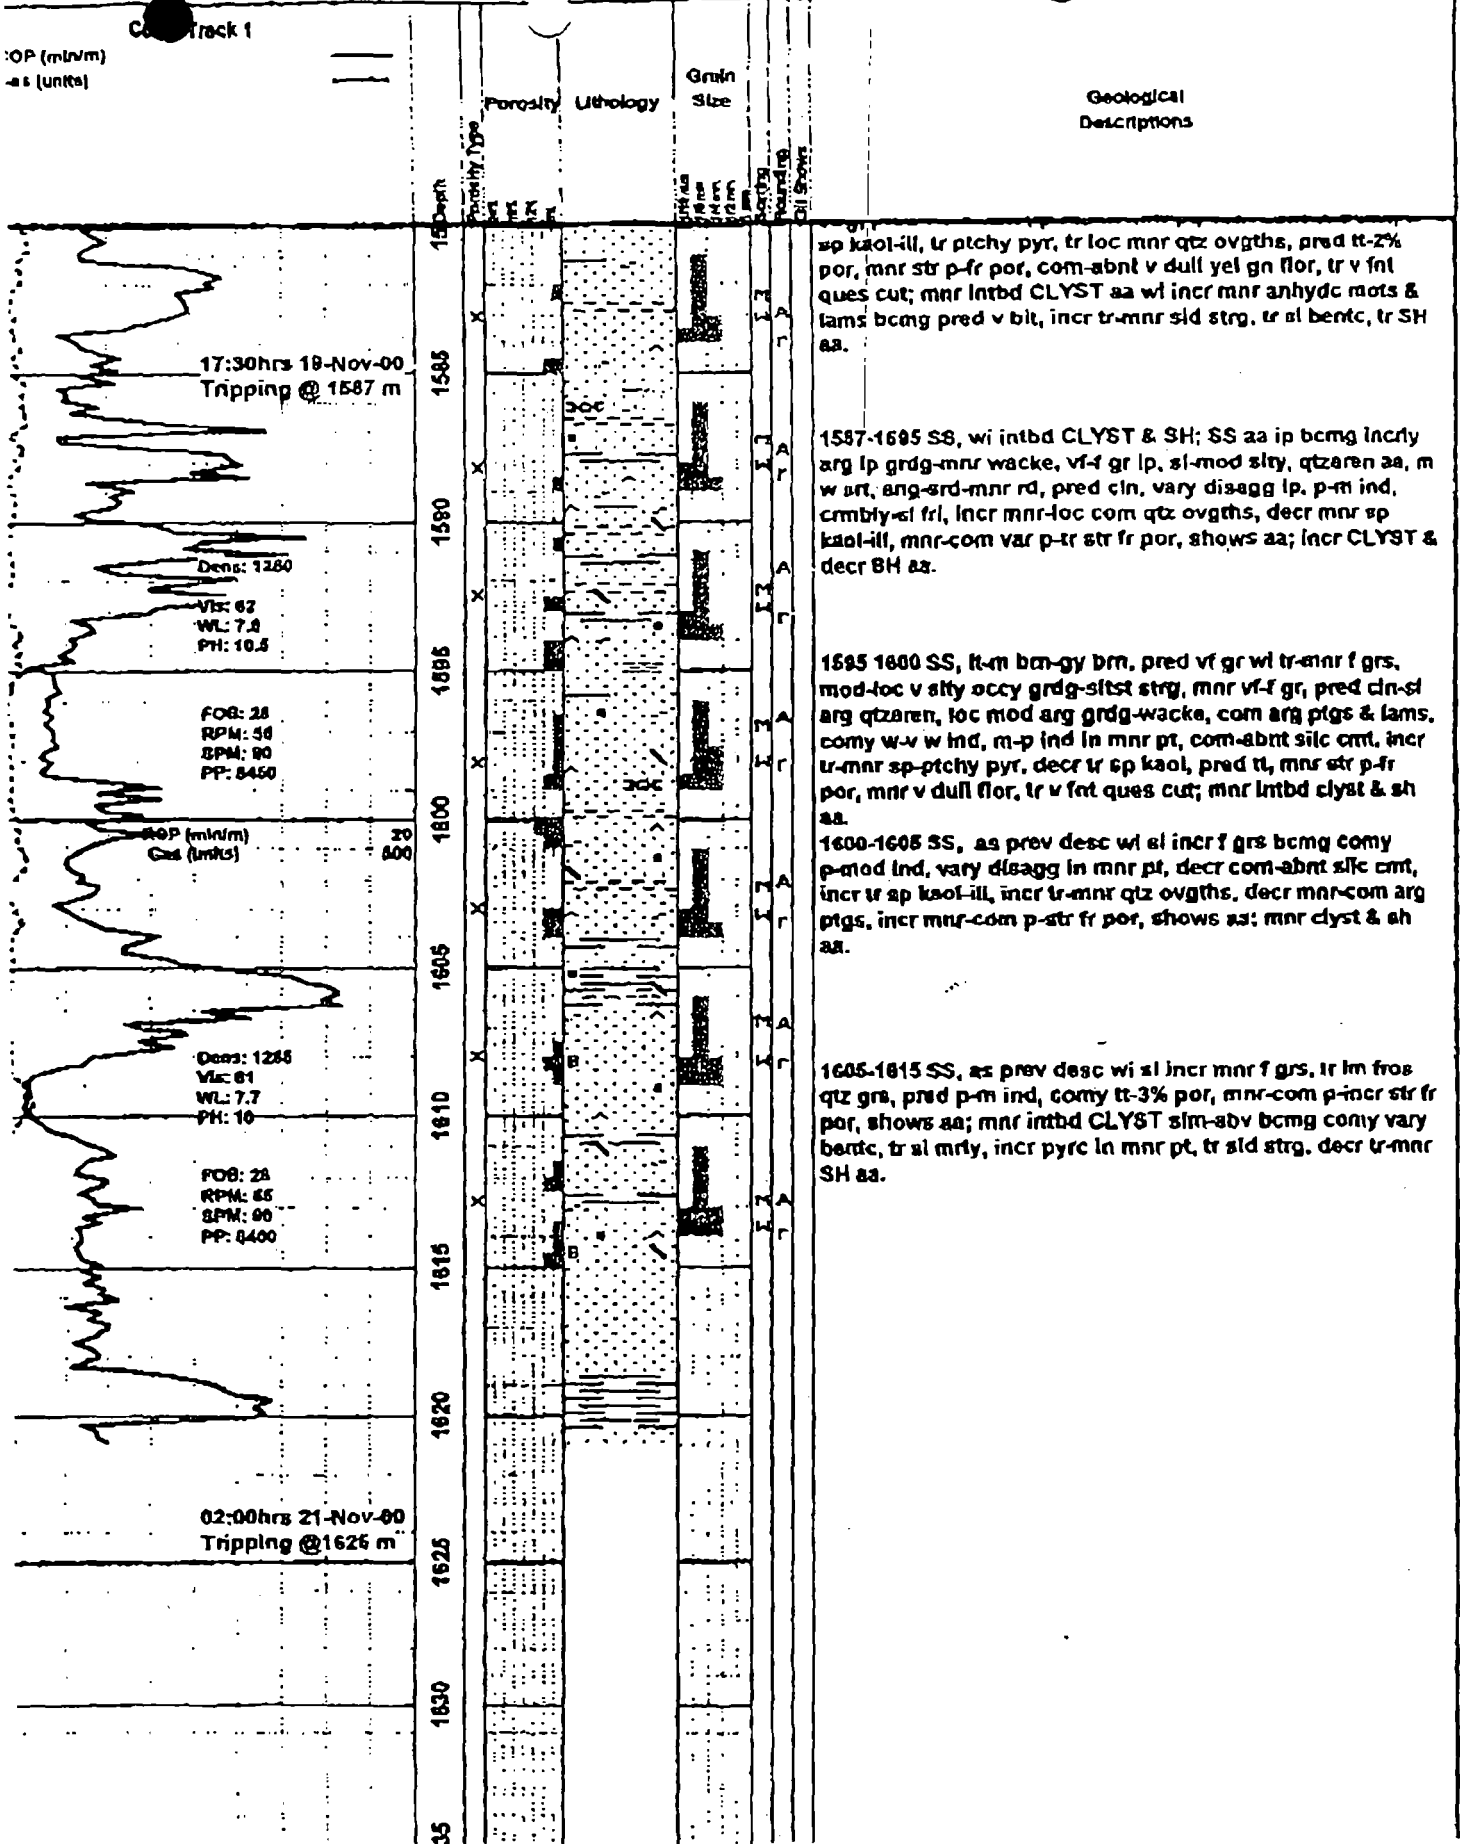 Track 1
OP (min/m)
as (units)
Porosity Type
Porosity
Lithology
Grain
Size
Sorting
Rounding
Oil Shows
Geological
Descriptions
Depth
sp kaol-ill, tr ptchy pyr, tr loc mnr qtz ovgths, pred tt-2%
por, mnr str p-fr por, com-abnt v dull yel gn flor, tr v fnt
ques cut; mnr intbd CLYST aa wi incr mnr anhydc mots &
lams bcmg pred v blt, incr tr-mnr sld strg, tr sl bentc, tr SH
aa.
17:30hrs 19-Nov-00
Tripping @ 1587 m
1585
1587-1595 SS, wi intbd CLYST & SH; SS aa ip bcmg incrly
arg ip grdg-mnr wacke, vf-f gr ip, sl-mod slty, qtzaren aa, m
w srt, ang-srd-mnr rd, pred cln, vary disagg ip, p-m ind,
crmbly-sl fri, incr mnr-loc com qtz ovgths, decr mnr sp
kaol-ill, mnr-com var p-tr str fr por, shows aa; incr CLYST &
decr SH aa.
1590
Dens: 1260
Vis: 62
WL: 7.8
PH: 10.5
1595
1595 1600 SS, lt-m brn-gy brn, pred vf gr wi tr-mnr f grs,
mod-loc v slty occy grdg-sltst strg, mnr vf-f gr, pred cln-sl
arg qtzaren, loc mod arg grdg-wacke, com arg ptgs & lams,
comy w-v w ind, m-p ind in mnr pt, com-abnt silc cmt, incr
tr-mnr sp-ptchy pyr, decr tr sp kaol, pred tt, mnr str p-fr
por, mnr v dull flor, tr v fnt ques cut; mnr intbd clyst & sh
aa.
FOB: 28
RPM: 50
SPM: 90
PP: 8450
1600
ROP (min/m) 20
Gas (units) 500
1600-1605 SS, as prev desc wi sl incr f grs bcmg comy
p-mod ind, vary disagg in mnr pt, decr com-abnt silc cmt,
incr tr sp kaol-ill, incr tr-mnr qtz ovgths, decr mnr-com arg
ptgs, incr mnr-com p-str fr por, shows aa; mnr clyst & sh
aa.
1605
Dens: 1265
Vis: 61
WL: 7.7
PH: 10
1605-1615 SS, as prev desc wi sl incr mnr f grs, tr lm fros
qtz grs, pred p-m ind, comy tt-3% por, mnr-com p-incr str fr
por, shows aa; mnr intbd CLYST sim-abv bcmg comy vary
bentc, tr sl mrly, incr pyrc in mnr pt, tr sld strg, decr tr-mnr
SH aa.
1610
FOB: 28
RPM: 55
SPM: 90
PP: 8400
1615
1620
02:00hrs 21-Nov-00
Tripping @1625 m
1625
1630